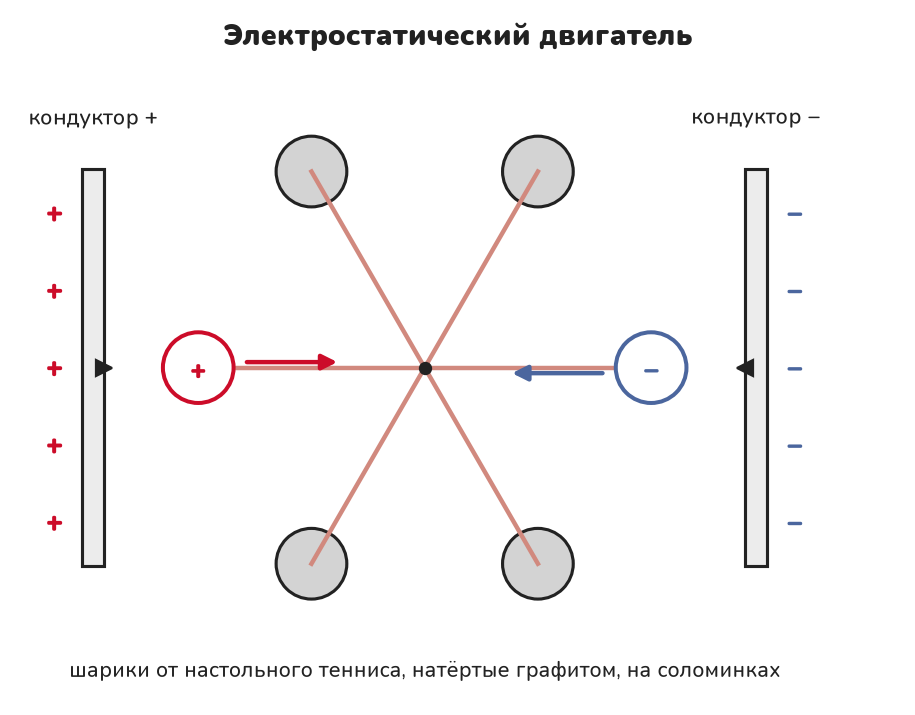 Электростатический двигатель
кондуктор + кондуктор −
+ −
+ −
+ + − −
+ −
+ −
шарики от настольного тенниса, натёртые графитом, на соломинках